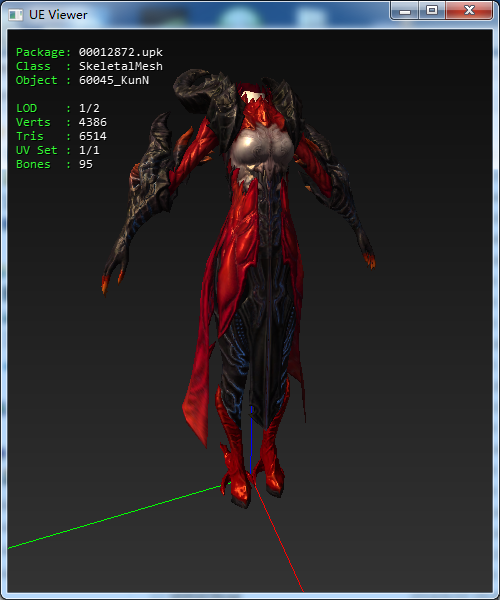 UE Viewer
Package: 00012872.upk
Class  : SkeletalMesh
Object : 60045_KunN
LOD    : 1/2
Verts  : 4386
Tris   : 6514
UV Set : 1/1
Bones  : 95